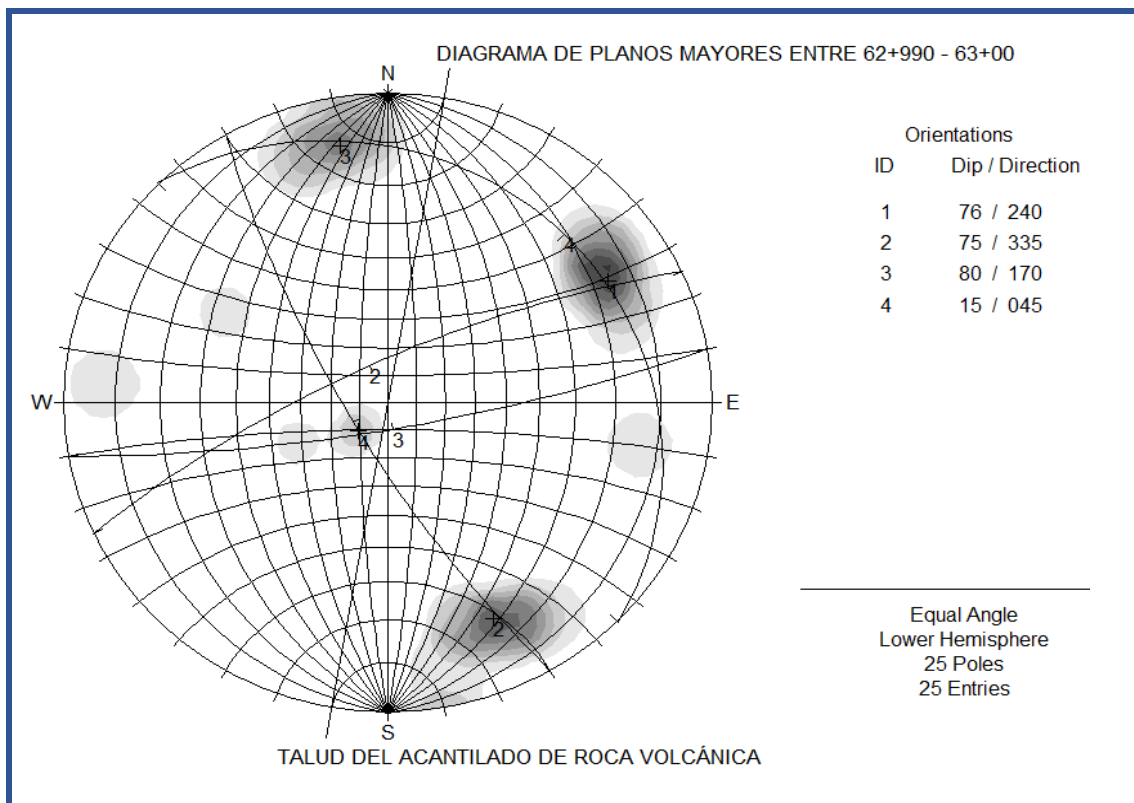 DIAGRAMA DE PLANOS MAYORES ENTRE 62+990 - 63+00
N
Orientations
ID Dip / Direction
1 76 / 240
2 75 / 335
3 80 / 170
4 15 / 045
3
4
1
2
W
E
4
3
2
S
Equal Angle
Lower Hemisphere
25 Poles
25 Entries
TALUD DEL ACANTILADO DE ROCA VOLCÁNICA